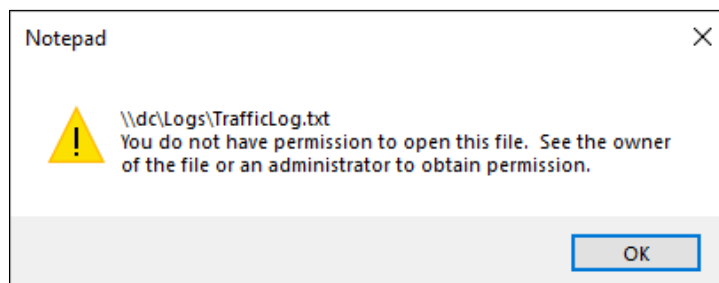 Notepad
\\dc\Logs\TrafficLog.txt
You do not have permission to open this file.  See the owner
of the file or an administrator to obtain permission.
OK